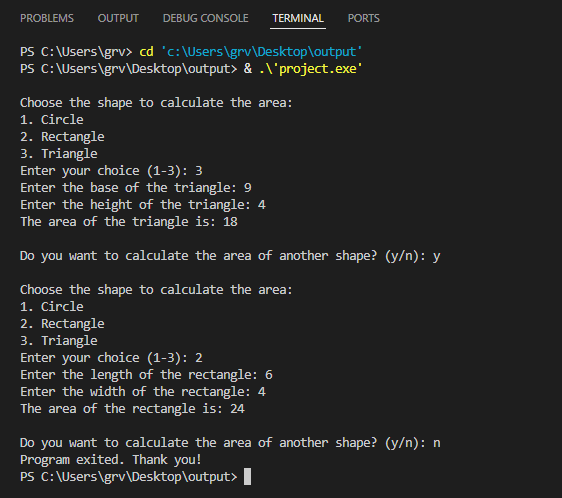 PROBLEMS OUTPUT DEBUG CONSOLE TERMINAL PORTS
PS C:\Users\grv> cd 'c:\Users\grv\Desktop\output'
PS C:\Users\grv\Desktop\output> & .\'project.exe'
Choose the shape to calculate the area:
1. Circle
2. Rectangle
3. Triangle
Enter your choice (1-3): 3
Enter the base of the triangle: 9
Enter the height of the triangle: 4
The area of the triangle is: 18
Do you want to calculate the area of another shape? (y/n): y
Choose the shape to calculate the area:
1. Circle
2. Rectangle
3. Triangle
Enter your choice (1-3): 2
Enter the length of the rectangle: 6
Enter the width of the rectangle: 4
The area of the rectangle is: 24
Do you want to calculate the area of another shape? (y/n): n
Program exited. Thank you!
PS C:\Users\grv\Desktop\output>